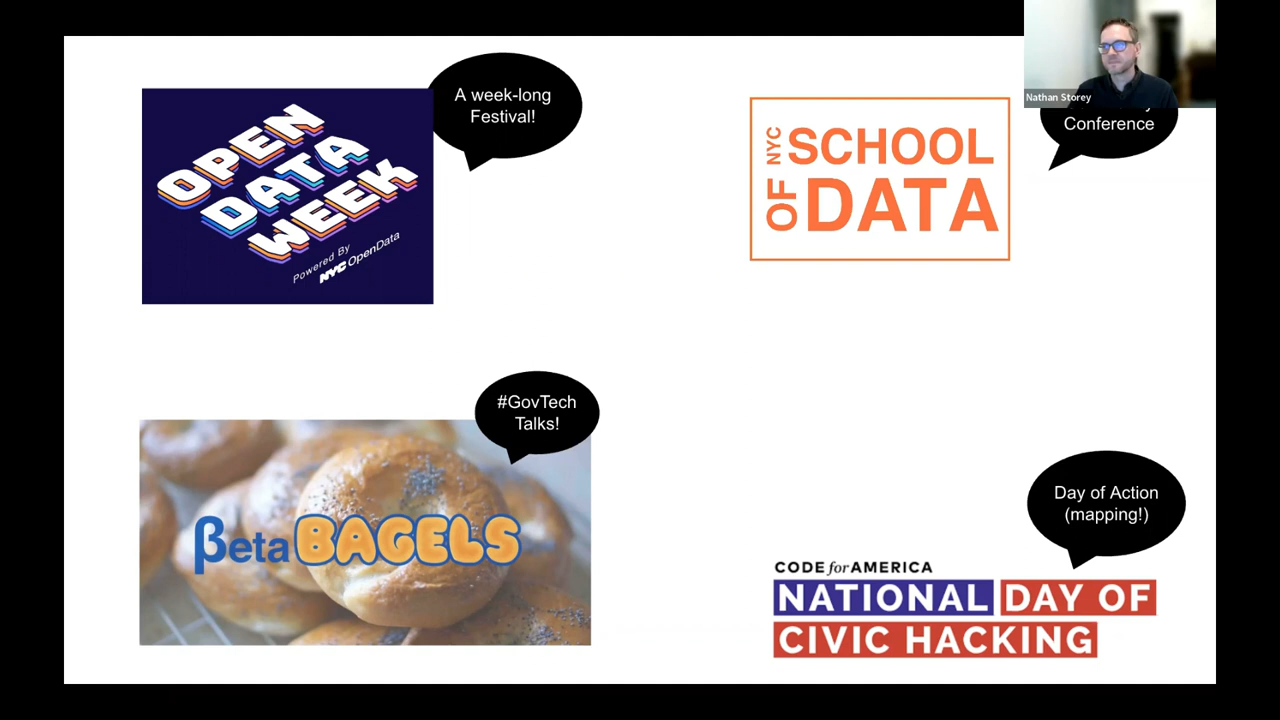 A week-long
Festival!
OPEN
DATA
WEEK
Powered By
NYC OpenData
Nathan Storey
Conference
OF NYC
SCHOOL
DATA
#GovTech
Talks!
βeta BAGELS
Day of Action
(mapping!)
CODE for AMERICA
NATIONAL DAY OF
CIVIC HACKING